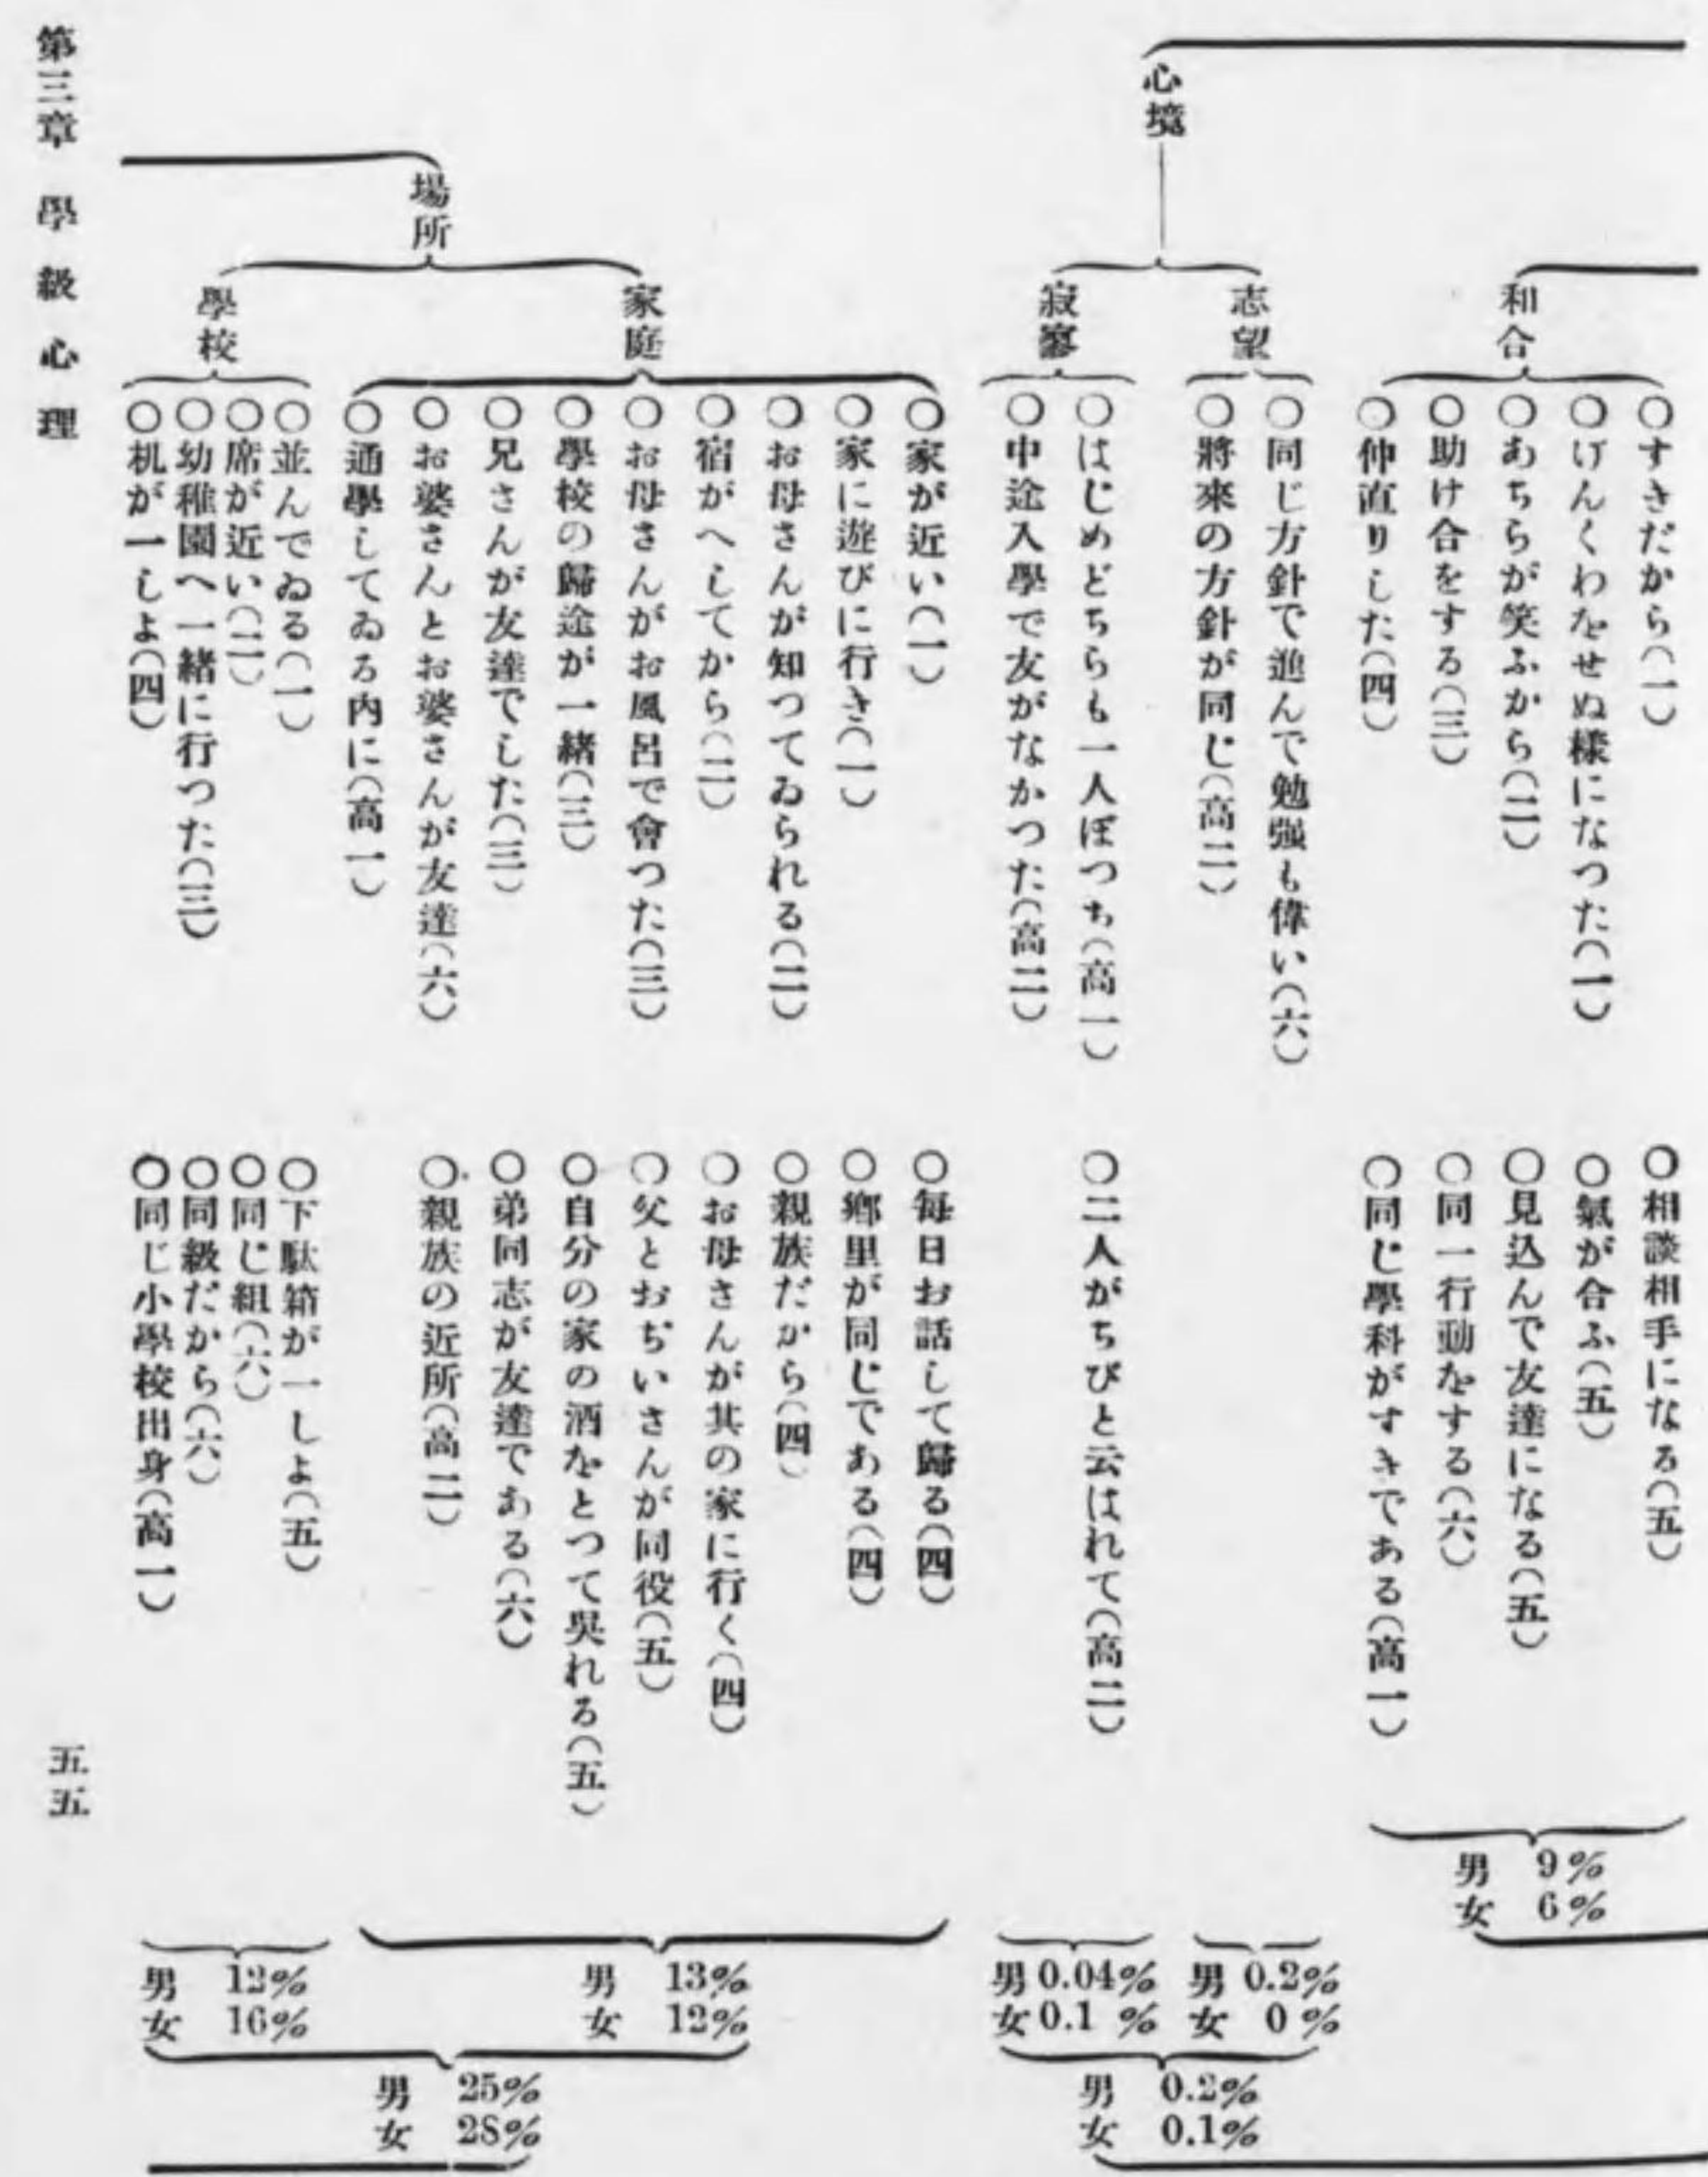 心境
和合
○すきだから(一)
○げんくわをせぬ様になつた(一)
○あちらが笑ふから(二)
○助け合をする(三)
○仲直りした(四)
○相談相手になる(五)
○氣が合ふ(五)
○見込んで友達になる(五)
○同一行動をする(六)
○同じ學科がすきである(高一)
男 9%
女 6%
志望
○同じ方針で進んで勉强も偉い(六)
○將來の方針が同じ(高二)
男 0.2%
女 0%
寂寥
○はじめどちらも一人ぼつち(高一)
○中途入學で友がなかつた(高二)
○二人がちびと云はれて(高二)
男 0.04%
女 0.1%
男 0.2%
女 0.1%
場所
家庭
○家が近い(一)
○家に遊びに行き(一)
○お母さんが知つてゐられる(二)
○宿がへしてから(二)
○お母さんがお風呂で會つた(三)
○學校の歸途が一緒(三)
○兄さんが友達でした(三)
○お婆さんとお婆さんが友達(六)
○通學してゐる內に(高一)
○每日お話して歸る(四)
○鄕里が同じである(四)
○親族だから(四)
○お母さんが其の家に行く(四)
○父とおぢいさんが同役(五)
○自分の家の酒をとつて吳れる(五)
○弟同志が友達である(六)
○親族の近所(高二)
男 13%
女 12%
學校
○並んでゐる(一)
○席が近い(二)
○幼稚園へ一緒に行つた(三)
○机が一しよ(四)
○下駄箱が一しよ(五)
○同じ組(六)
○同級だから(六)
○同じ小學校出身(高一)
男 12%
女 16%
男 25%
女 28%
第三章 學級心理
五五